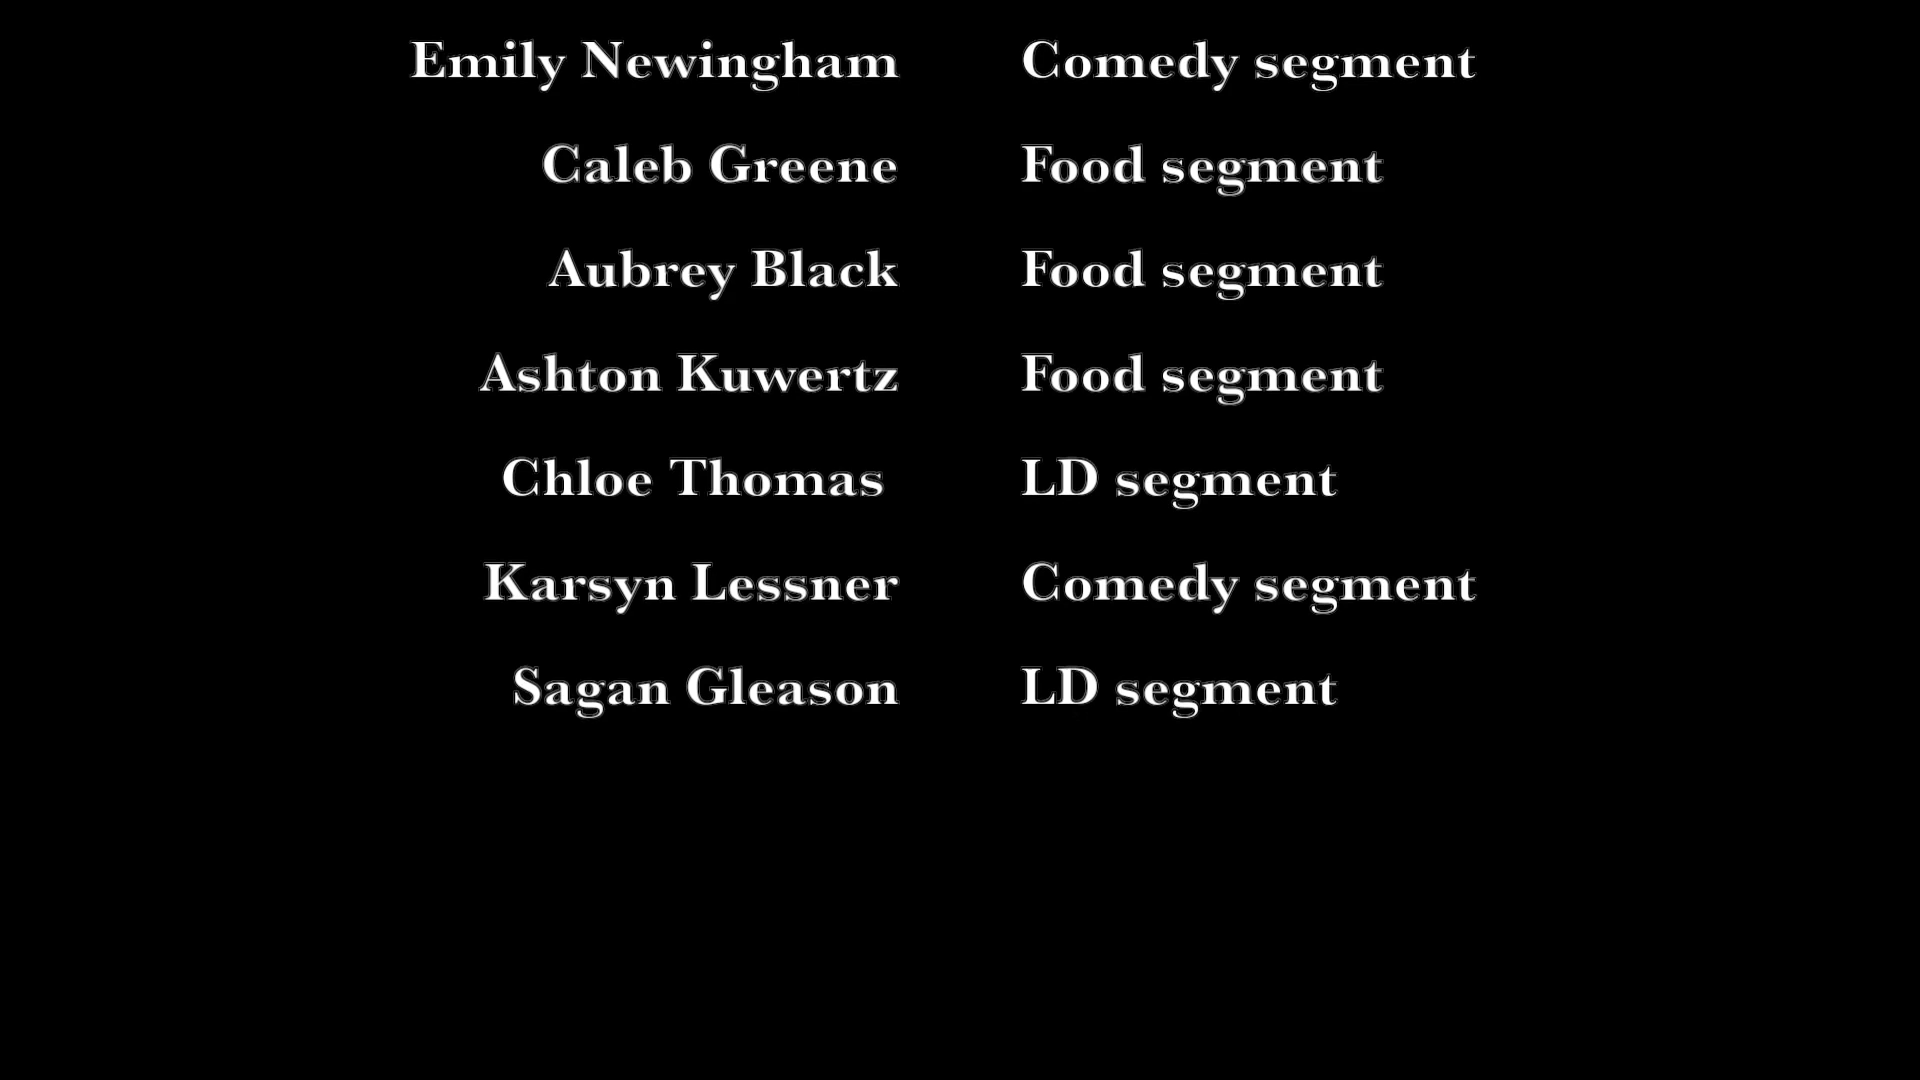 Emily Newingham Comedy segment
Caleb Greene Food segment
Aubrey Black Food segment
Ashton Kuwertz Food segment
Chloe Thomas LD segment
Karsyn Lessner Comedy segment
Sagan Gleason LD segment